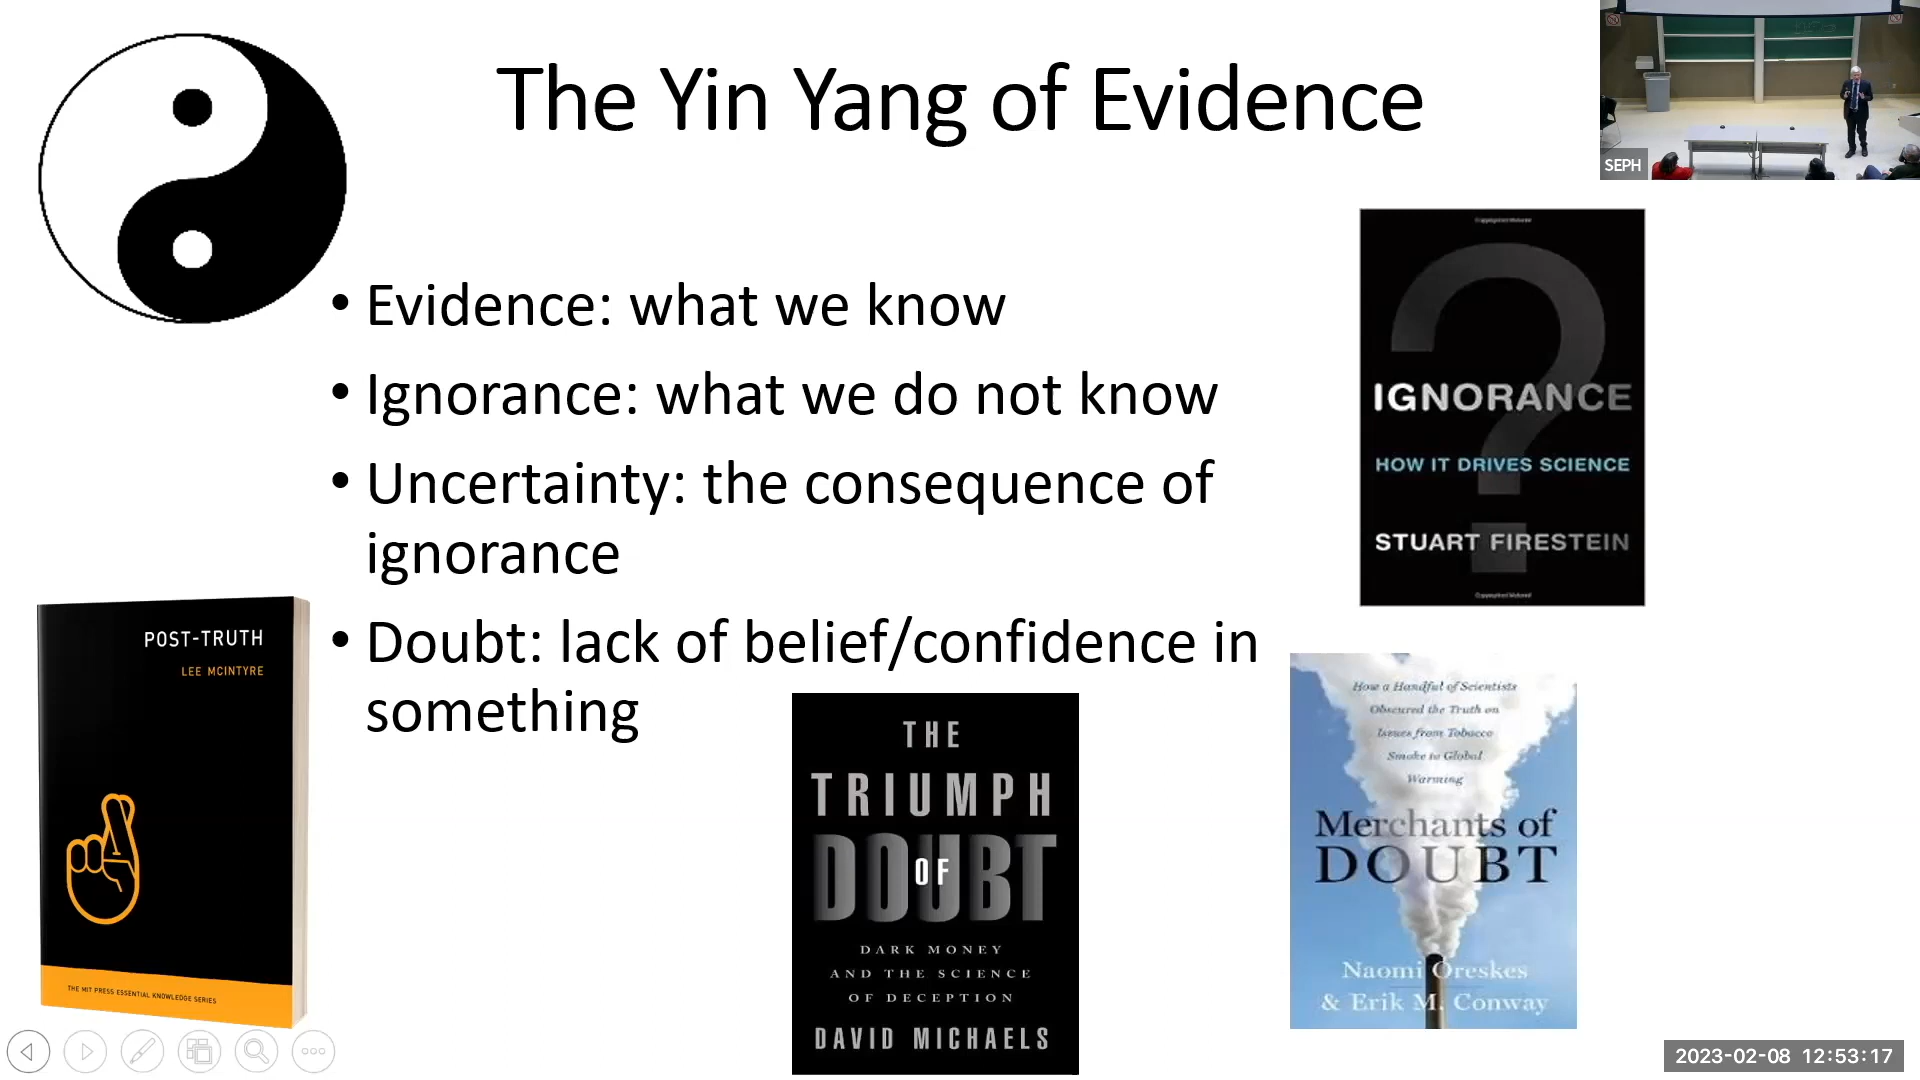 The Yin Yang of Evidence
SEPH
• Evidence: what we know
• Ignorance: what we do not know
• Uncertainty: the consequence of
ignorance
• Doubt: lack of belief/confidence in
something
IGNORANCE
HOW IT DRIVES SCIENCE
STUART FIRESTEIN
POST-TRUTH
LEE MCINTYRE
THE MIT PRESS ESSENTIAL KNOWLEDGE SERIES
THE
TRIUMPH
OF
DOUBT
DARK MONEY
AND THE SCIENCE
OF DECEPTION
DAVID MICHAELS
How a Handful of Scientists
Obscured the Truth on
Issues from Tobacco
Smoke to Global
Warming
Merchants of
DOUBT
Naomi Oreskes
& Erik M. Conway
2023-02-08 12:53:17